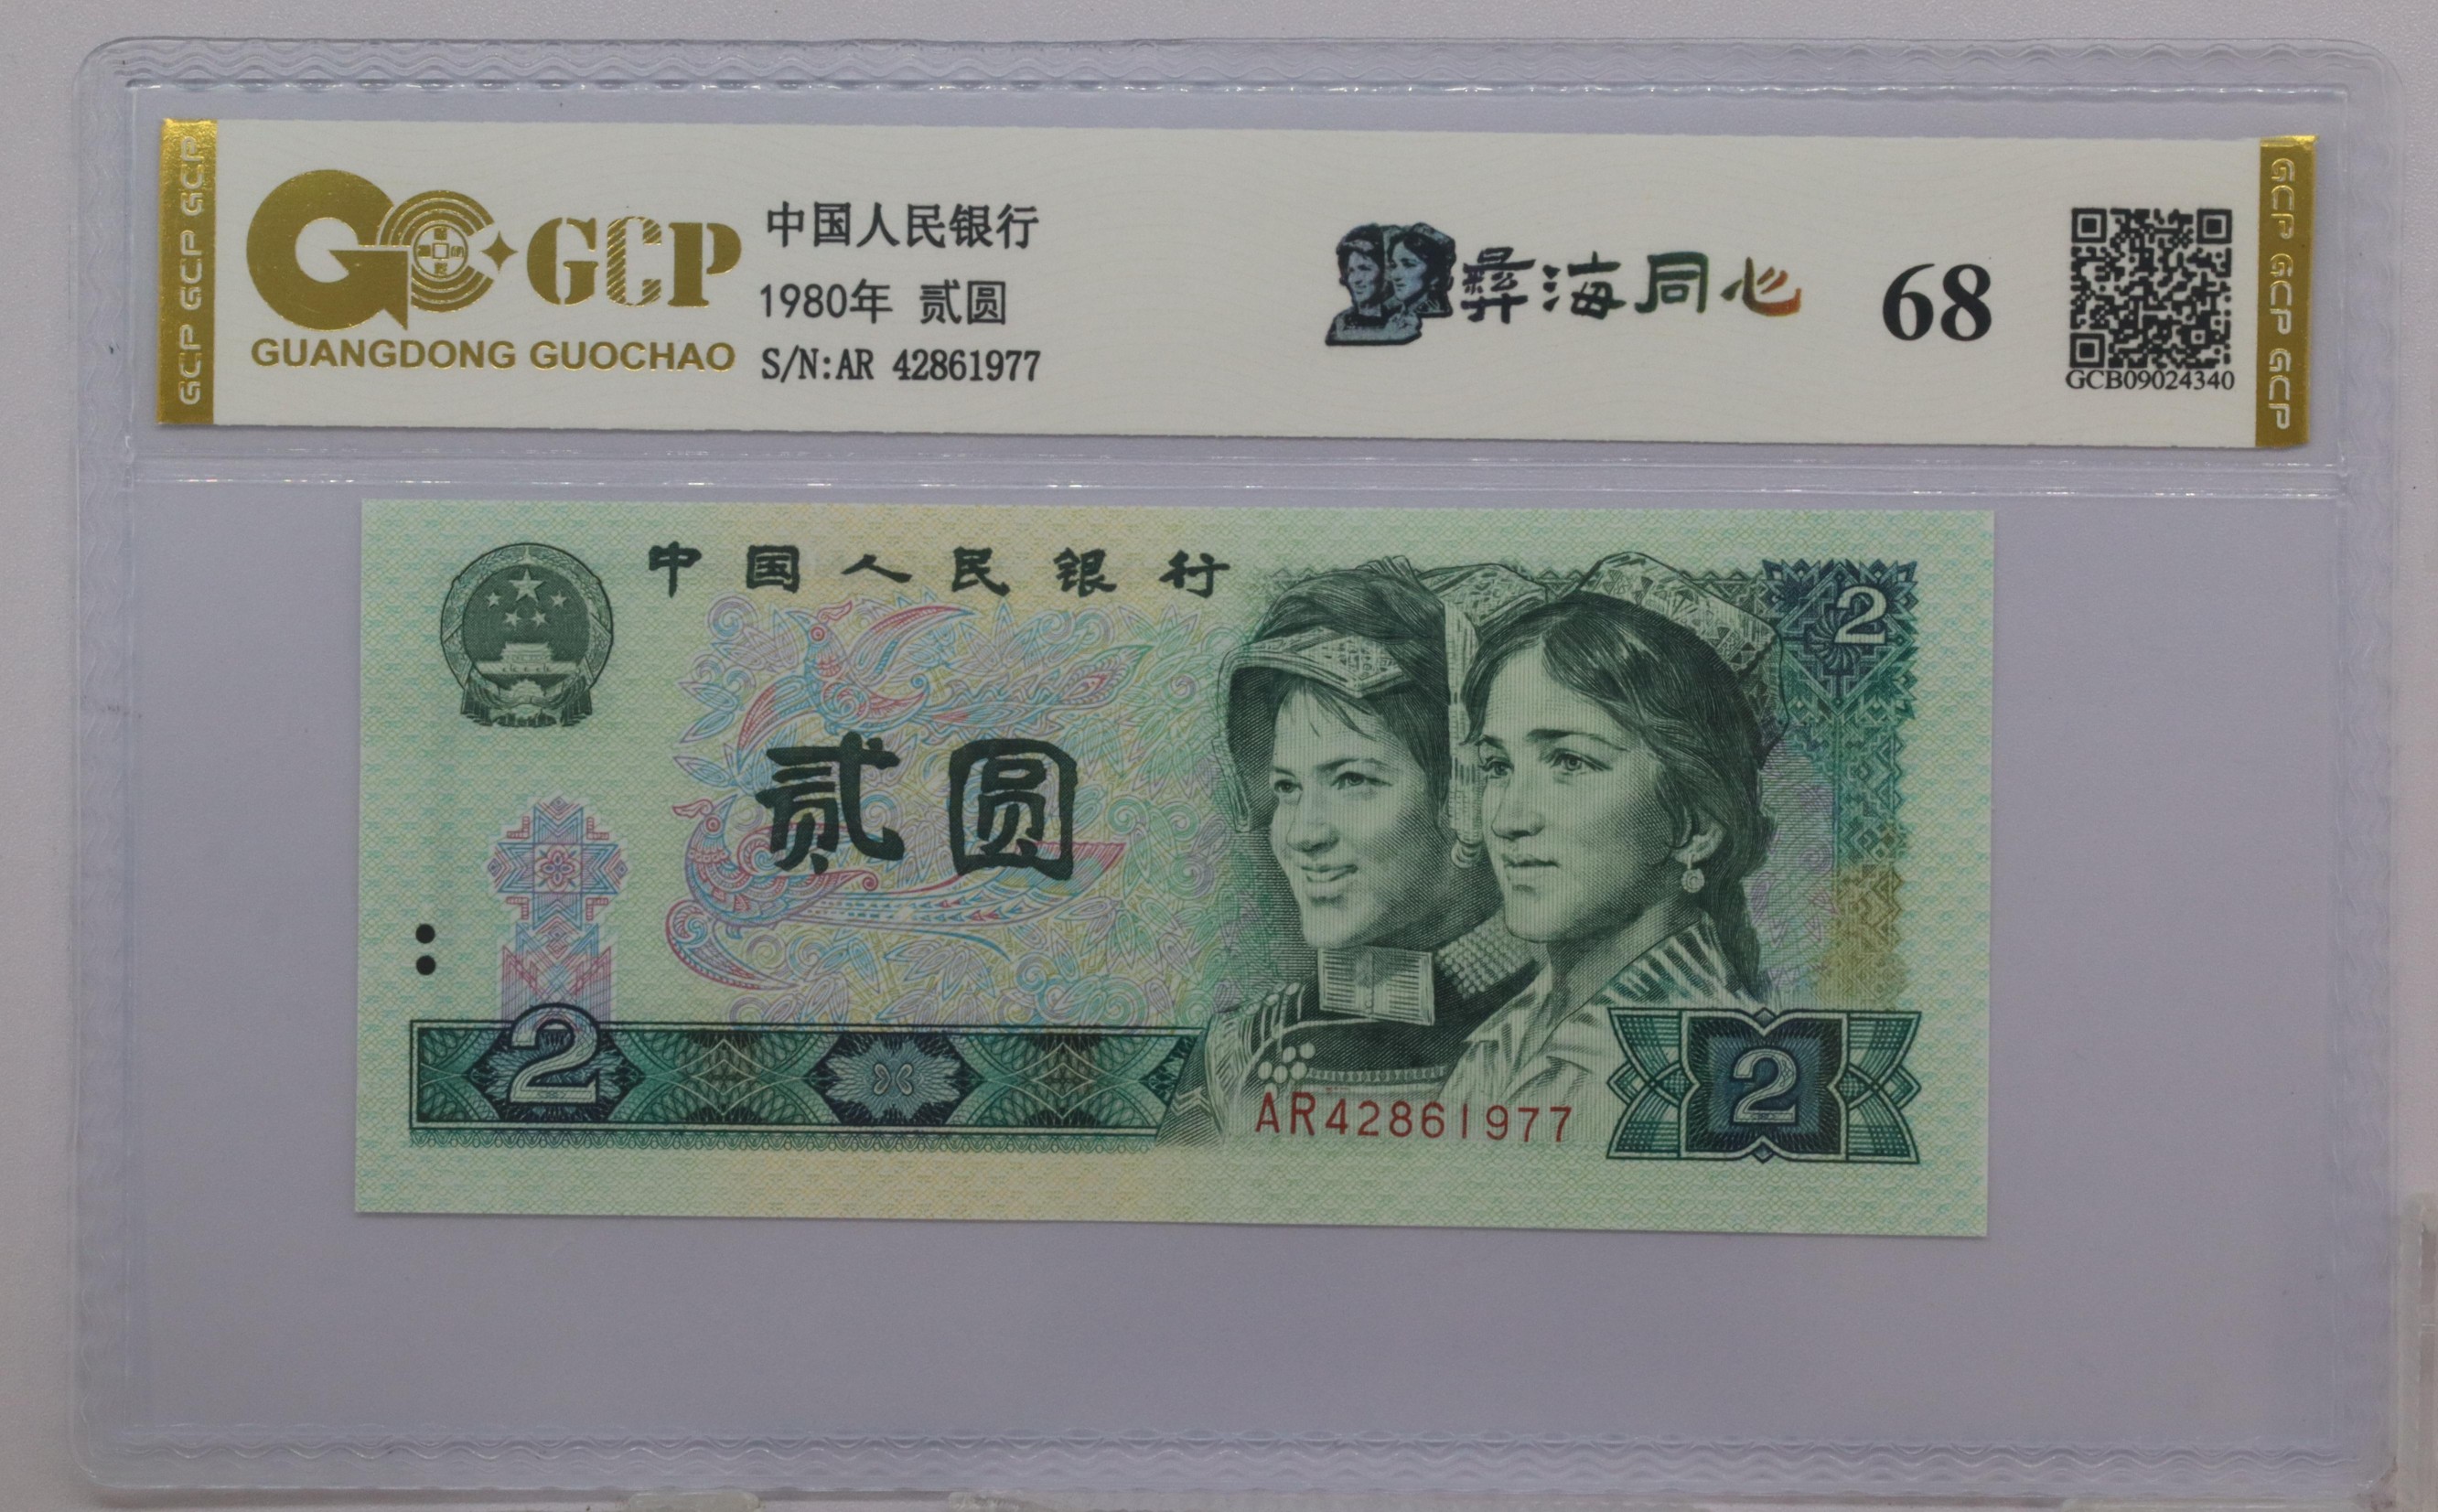 GCP GCP GCP
GCP
GUANGDONG GUOCHAO
中国人民银行
1980年 贰圆
S/N:AR 42861977
彝海同心
68
GCB09024340
GCP GCP GCP
中国人民银行
2
贰圆
2
AR42861977
2